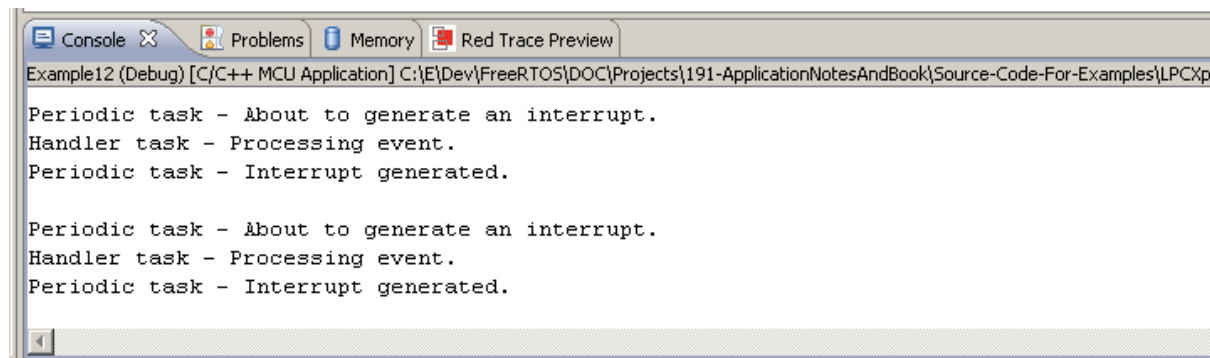 Console Problems Memory Red Trace Preview
Example12 (Debug) [C/C++ MCU Application] C:\E\Dev\FreeRTOS\DOC\Projects\191-ApplicationNotesAndBook\Source-Code-For-Examples\LPCXp
Periodic task - About to generate an interrupt.
Handler task - Processing event.
Periodic task - Interrupt generated.
Periodic task - About to generate an interrupt.
Handler task - Processing event.
Periodic task - Interrupt generated.